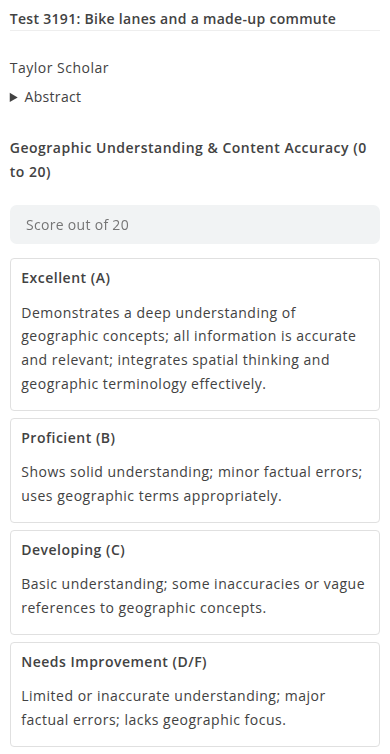 Test 3191: Bike lanes and a made-up commute
Taylor Scholar
▶ Abstract
Geographic Understanding & Content Accuracy (0
to 20)
Score out of 20
Excellent (A)
Demonstrates a deep understanding of
geographic concepts; all information is accurate
and relevant; integrates spatial thinking and
geographic terminology effectively.
Proficient (B)
Shows solid understanding; minor factual errors;
uses geographic terms appropriately.
Developing (C)
Basic understanding; some inaccuracies or vague
references to geographic concepts.
Needs Improvement (D/F)
Limited or inaccurate understanding; major
factual errors; lacks geographic focus.